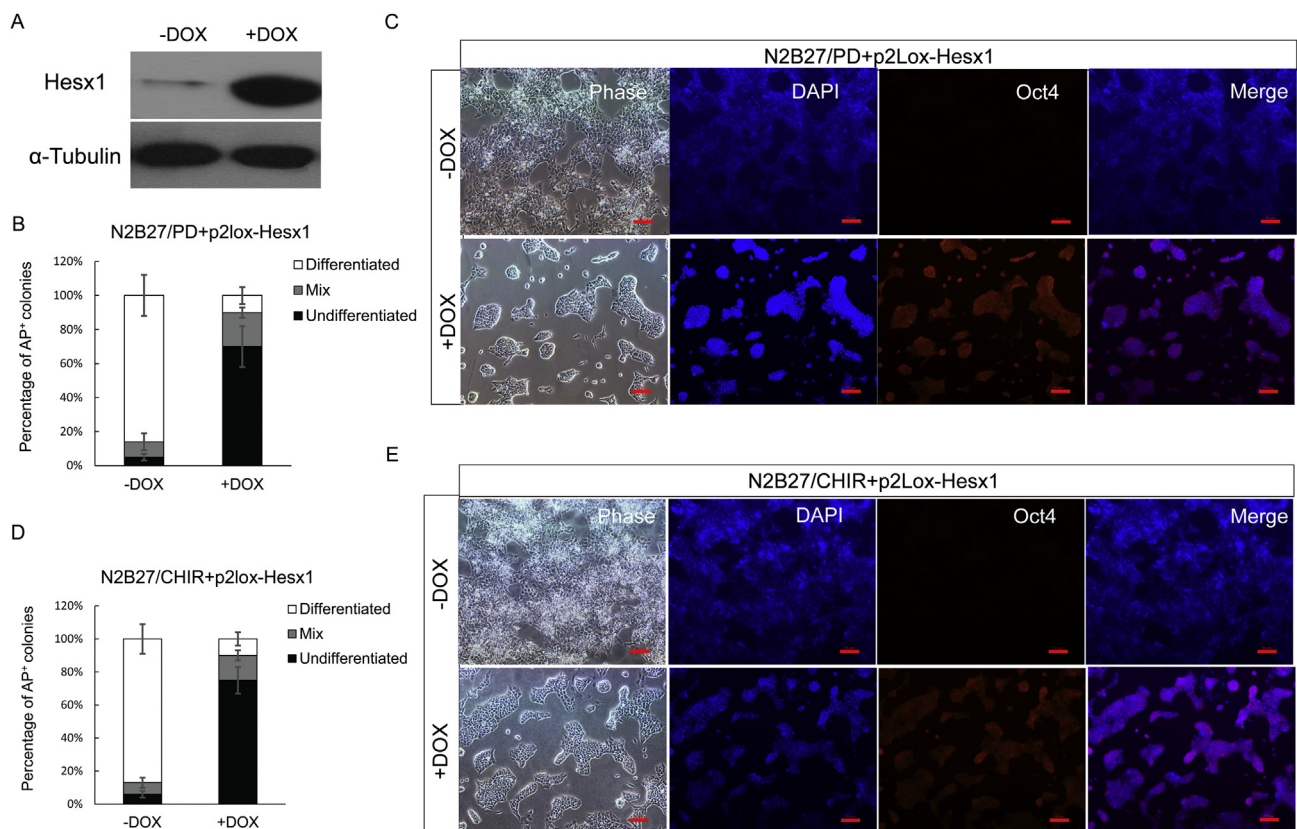 A
-DOX +DOX
Hesx1
α-Tubulin
B
N2B27/PD+p2lox-Hesx1
Percentage of AP⁺ colonies
120%
100%
80%
60%
40%
20%
0%
Differentiated
Mix
Undifferentiated
-DOX +DOX
D
N2B27/CHIR+p2lox-Hesx1
Percentage of AP⁺ colonies
120%
100%
80%
60%
40%
20%
0%
Differentiated
Mix
Undifferentiated
-DOX +DOX
C
N2B27/PD+p2Lox-Hesx1
Phase DAPI Oct4 Merge
-DOX
+DOX
E
N2B27/CHIR+p2Lox-Hesx1
Phase DAPI Oct4 Merge
-DOX
+DOX